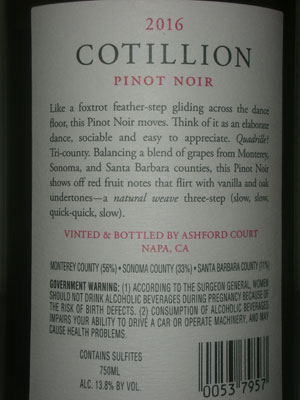 2016
COTILLION
PINOT NOIR
Like a foxtrot feather-step gliding across the dance
floor, this Pinot Noir moves. Think of it as an elaborate
dance, sociable and easy to appreciate. Quadrille?
Tri-county. Balancing a blend of grapes from Monterey,
Sonoma, and Santa Barbara counties, this Pinot Noir
shows off red fruit notes that flirt with vanilla and oak
undertones—a natural weave three-step (slow, slow,
quick-quick, slow).
VINTED & BOTTLED BY ASHFORD COURT
NAPA, CA
MONTEREY COUNTY (56%) • SONOMA COUNTY (33%) • SANTA BARBARA COUNTY (11%)
GOVERNMENT WARNING: (1) ACCORDING TO THE SURGEON GENERAL, WOMEN
SHOULD NOT DRINK ALCOHOLIC BEVERAGES DURING PREGNANCY BECAUSE OF
THE RISK OF BIRTH DEFECTS. (2) CONSUMPTION OF ALCOHOLIC BEVERAGES
IMPAIRS YOUR ABILITY TO DRIVE A CAR OR OPERATE MACHINERY, AND MAY
CAUSE HEALTH PROBLEMS.
CONTAINS SULFITES
750ML
ALC. 13.8% BY VOL.
0053 7957